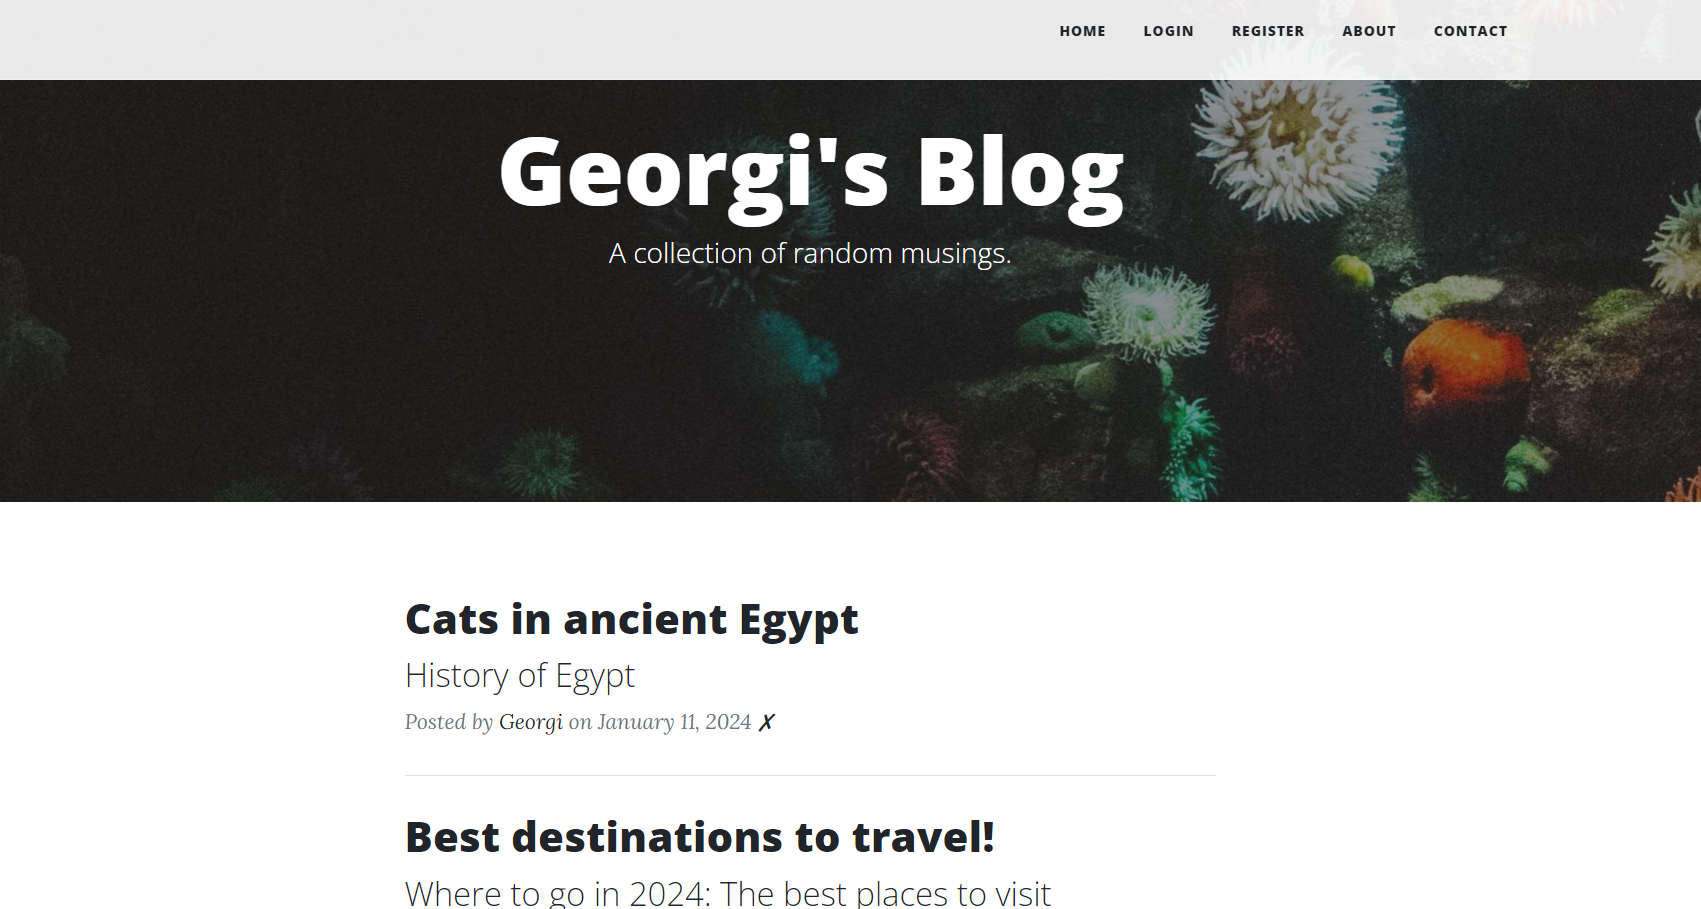 HOME LOGIN REGISTER ABOUT CONTACT
Georgi's Blog
A collection of random musings.
Cats in ancient Egypt
History of Egypt
Posted by Georgi on January 11, 2024 ✗
Best destinations to travel!
Where to go in 2024: The best places to visit